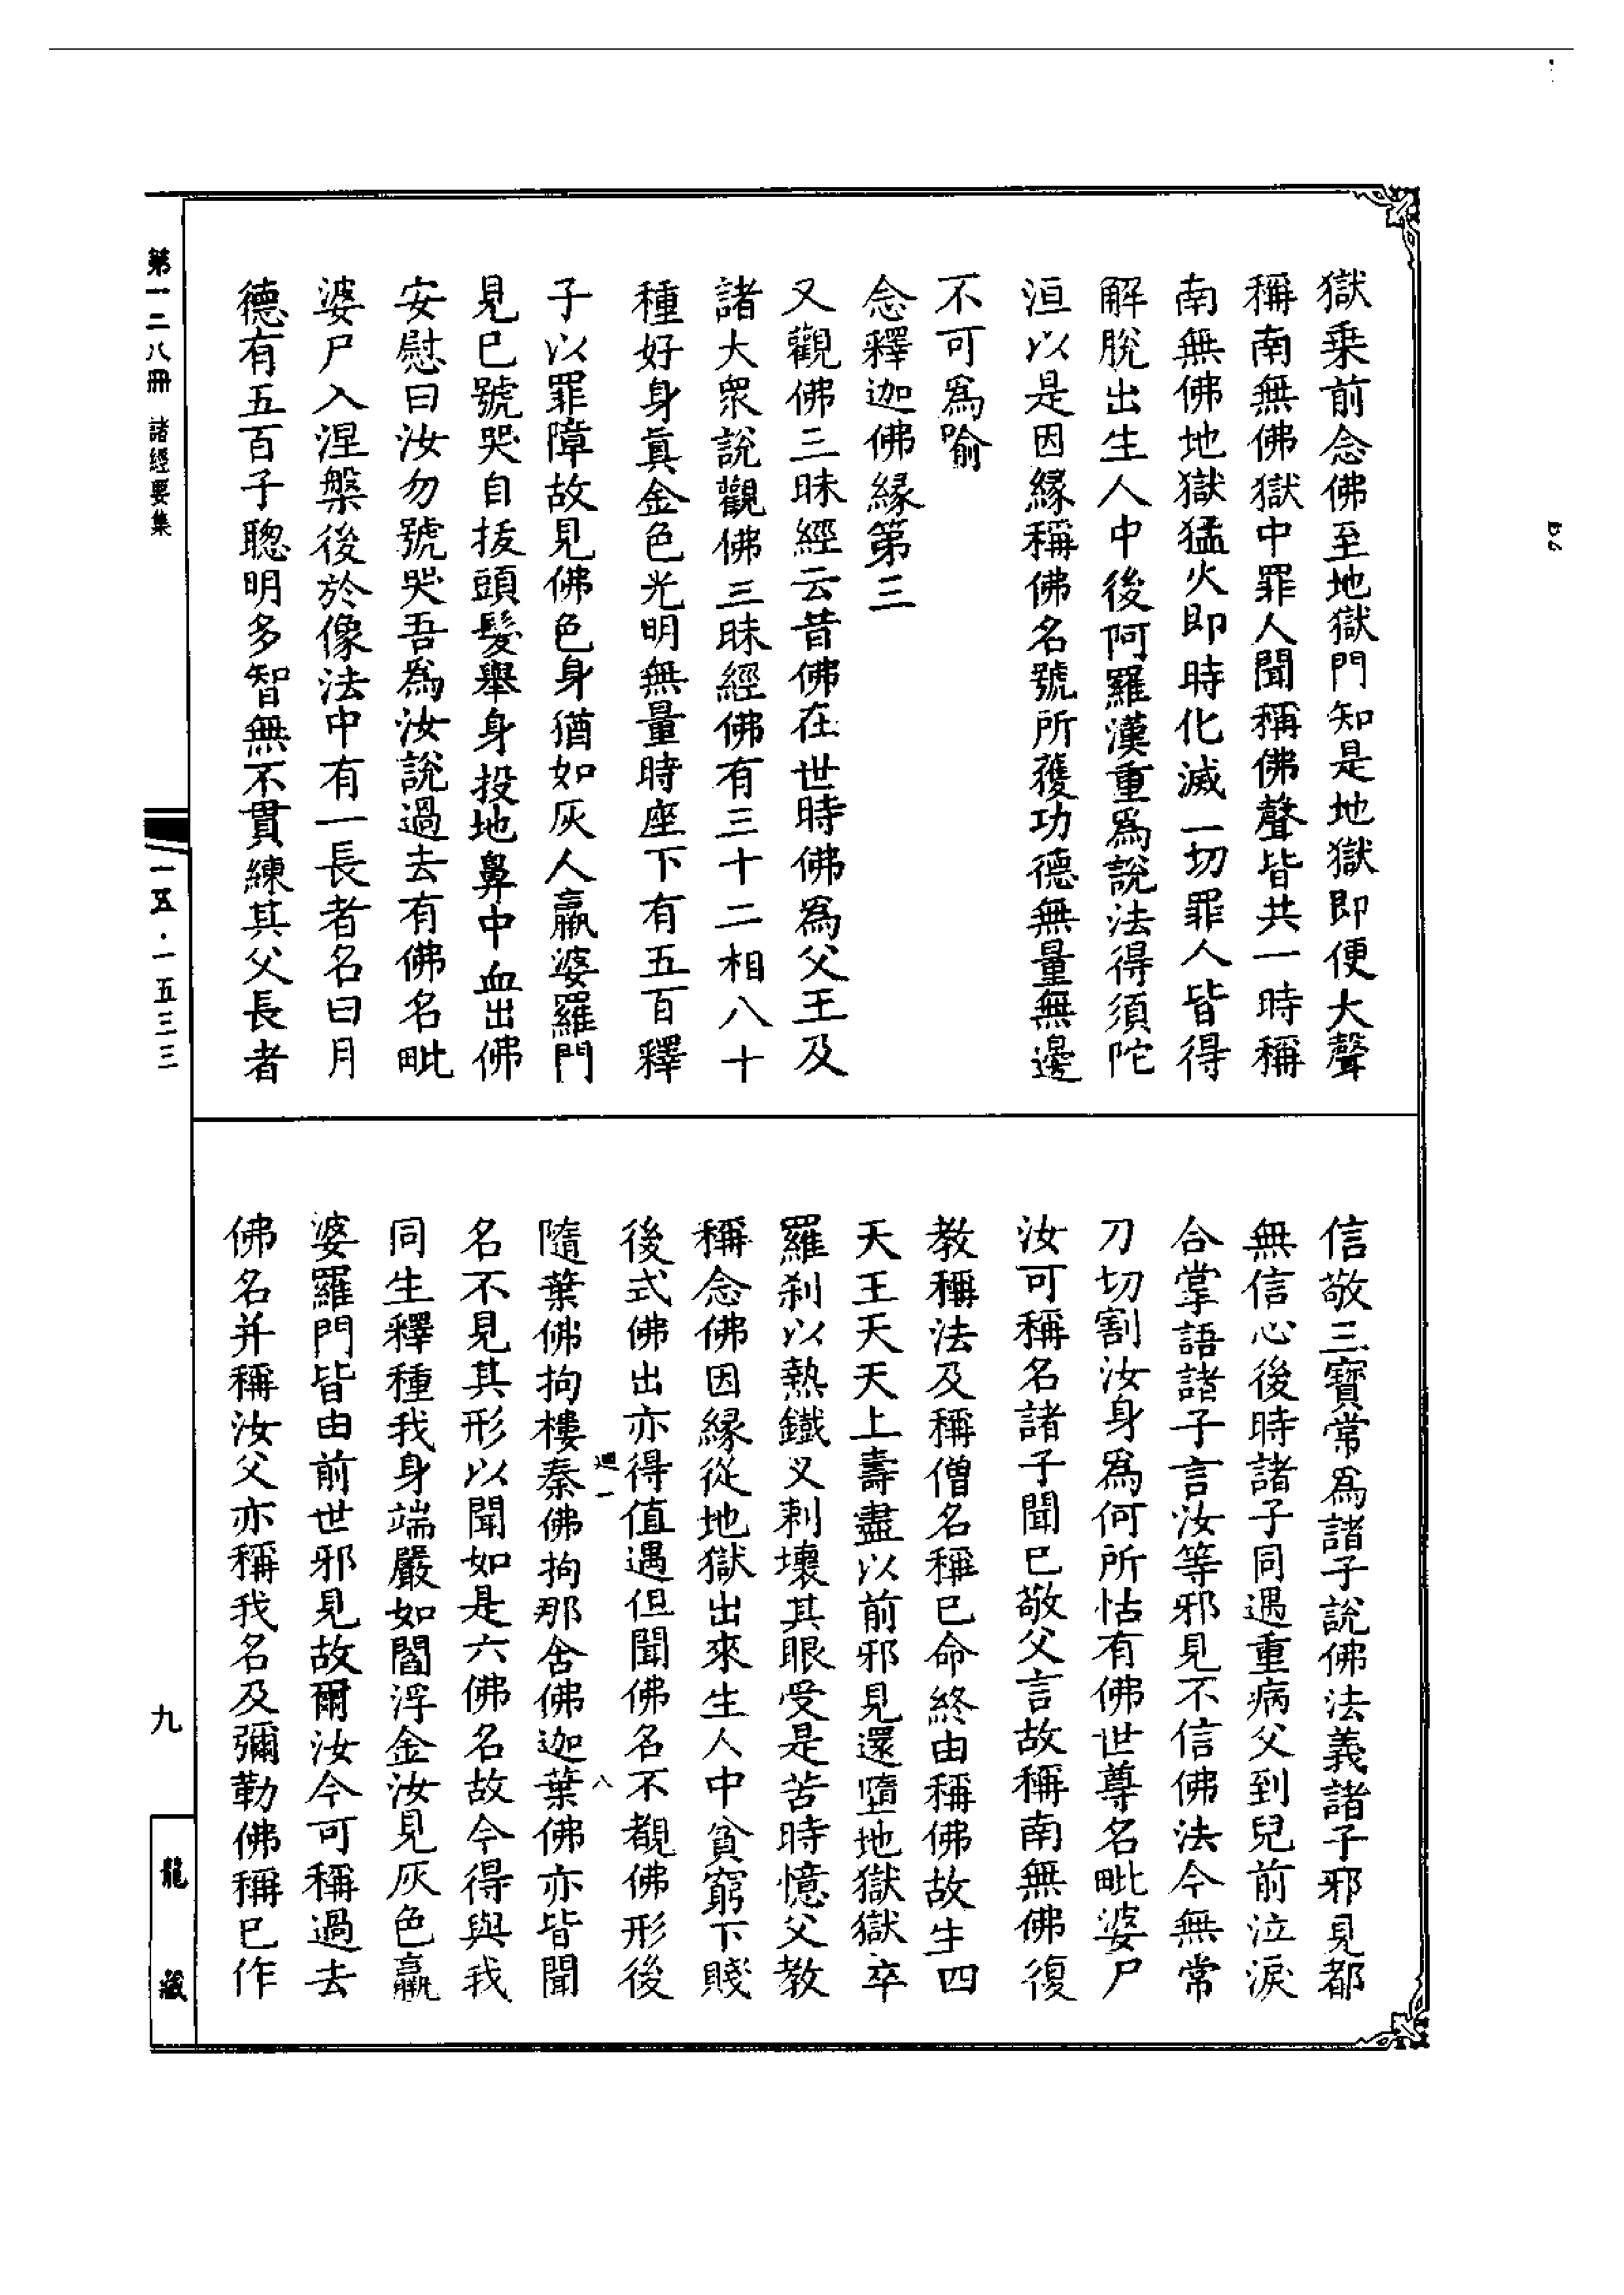 獄乘前念佛至地獄門知是地獄即便大聲
稱南無佛獄中罪人聞稱佛聲皆共一時稱
南無佛地獄猛火即時化滅一切罪人皆得
解脫出生人中後阿羅漢重爲說法得須陀
洹以是因緣稱佛名號所獲功德無量無邊
不可爲喻
念釋迦佛緣第三
又觀佛三昧經云昔佛在世時佛爲父王及
諸大衆說觀佛三昧經佛有三十二相八十
種好身真金色光明無量時座下有五百釋
子以罪障故見佛色身猶如灰人羸婆羅門
見已號哭自拔頭髮舉身投地鼻中血出佛
安慰曰汝勿號哭吾爲汝說過去有佛名毗
婆尸入涅槃後於像法中有一長者名曰月
德有五百子聰明多智無不貫練其父長者
信敬三寶常爲諸子說佛法義諸子邪見都
無信心後時諸子同遇重病父到兒前泣淚
合掌語諸子言汝等邪見不信佛法今無常
刀切割汝身爲何所怙有佛世尊名毗婆尸
汝可稱名諸子聞已敬父言故稱南無佛復
教稱法及稱僧名稱已命終由稱佛故生四
天王天天上壽盡以前邪見還墮地獄獄卒
羅刹以熱鐵叉刺壞其眼受是苦時憶父教
稱念佛因緣從地獄出來生人中貧窮下賤
後式佛出亦得值遇但聞佛名不覩佛形後
隨葉佛拘樓秦佛拘那含佛迦葉佛亦皆聞
名不見其形以聞如是六佛名故今得與我
同生釋種我身端嚴如閻浮金汝見灰色羸
婆羅門皆由前世邪見故爾汝今可稱過去
佛名并稱汝父亦稱我名及彌勒佛稱已作
第一二八冊 諸經要集
一五·一五三三
九
龍藏